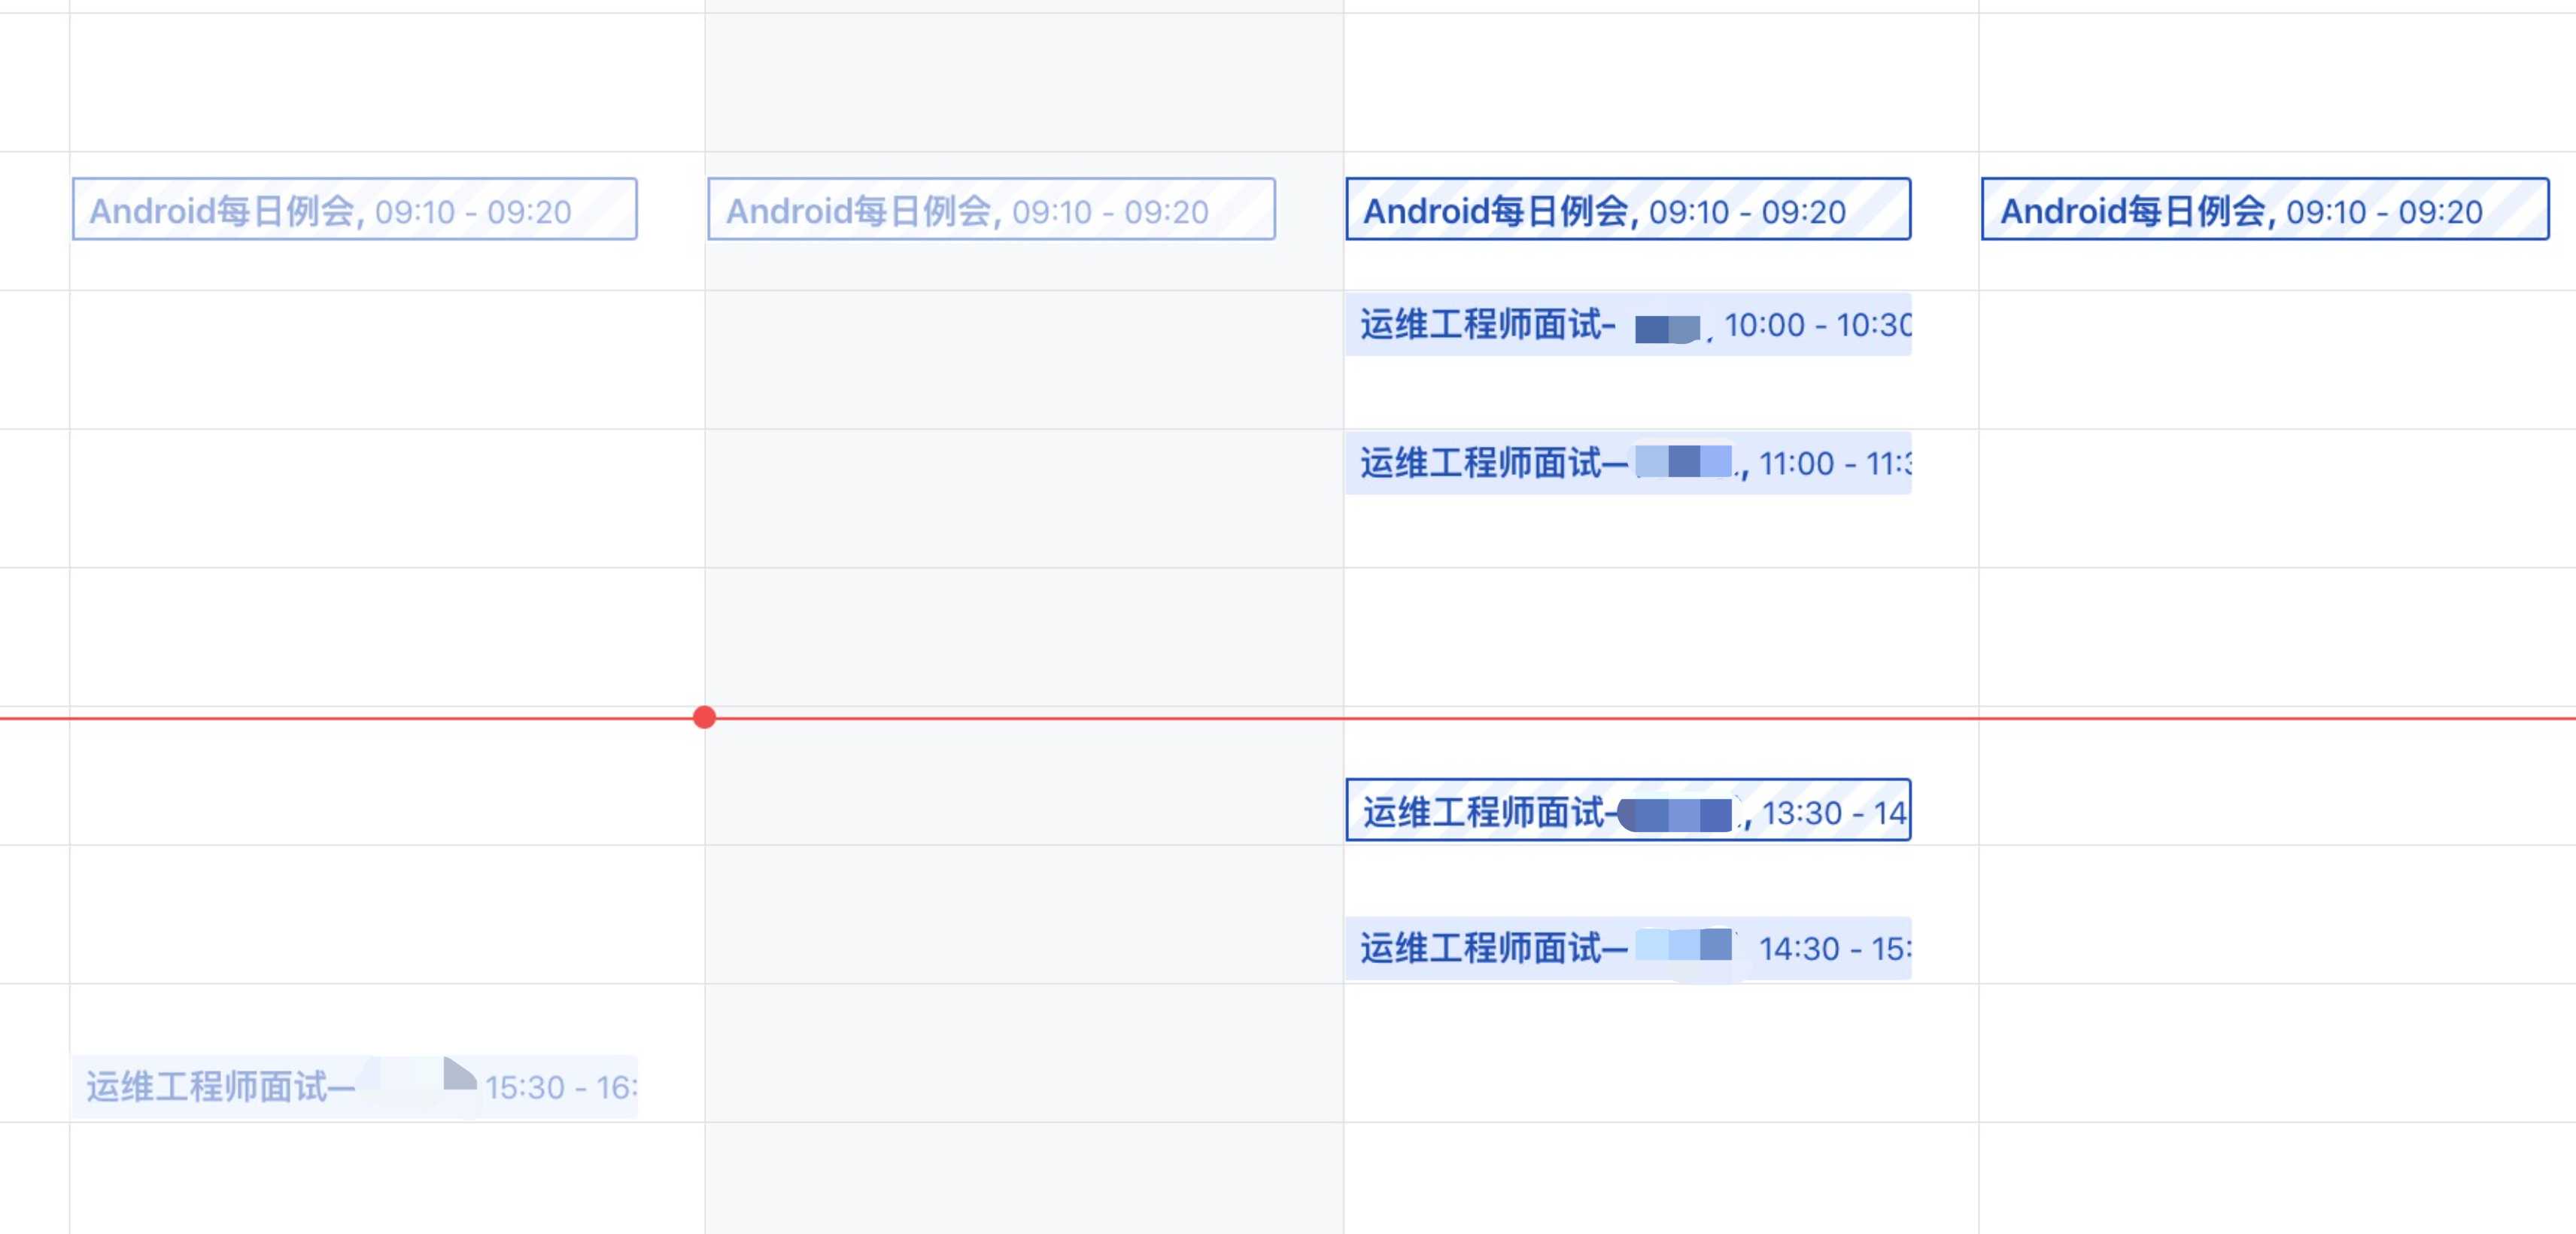 Android每日例会, 09:10 - 09:20
Android每日例会, 09:10 - 09:20
Android每日例会, 09:10 - 09:20
Android每日例会, 09:10 - 09:20
运维工程师面试- , 10:00 - 10:30
运维工程师面试— , 11:00 - 11:3
运维工程师面试— , 13:30 - 14
运维工程师面试— 14:30 - 15:
运维工程师面试— 15:30 - 16: